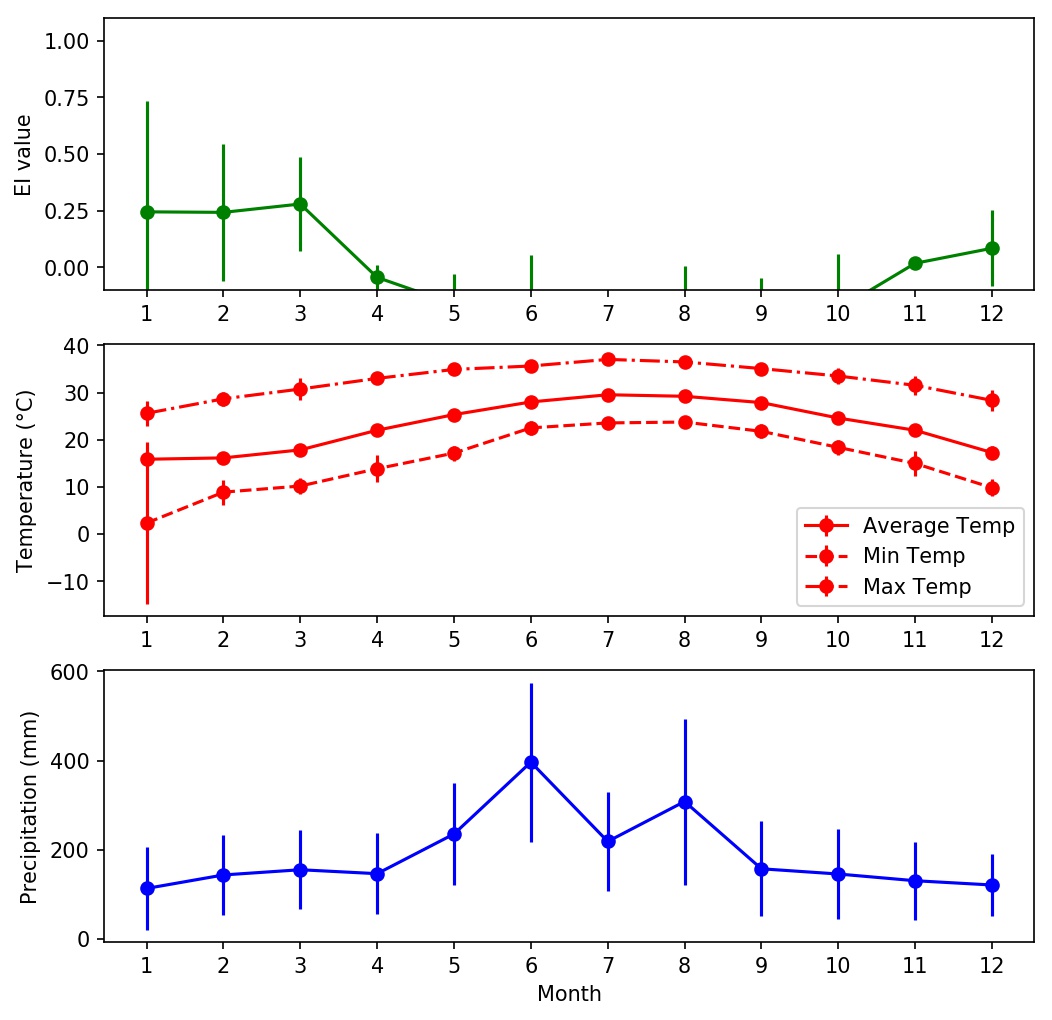 1.00
0.75
0.50
0.25
0.00
EI value
1 2 3 4 5 6 7 8 9 10 11 12
40
30
20
10
0
−10
Temperature (°C)
Average Temp
Min Temp
Max Temp
1 2 3 4 5 6 7 8 9 10 11 12
600
400
200
0
Precipitation (mm)
1 2 3 4 5 6 7 8 9 10 11 12
Month